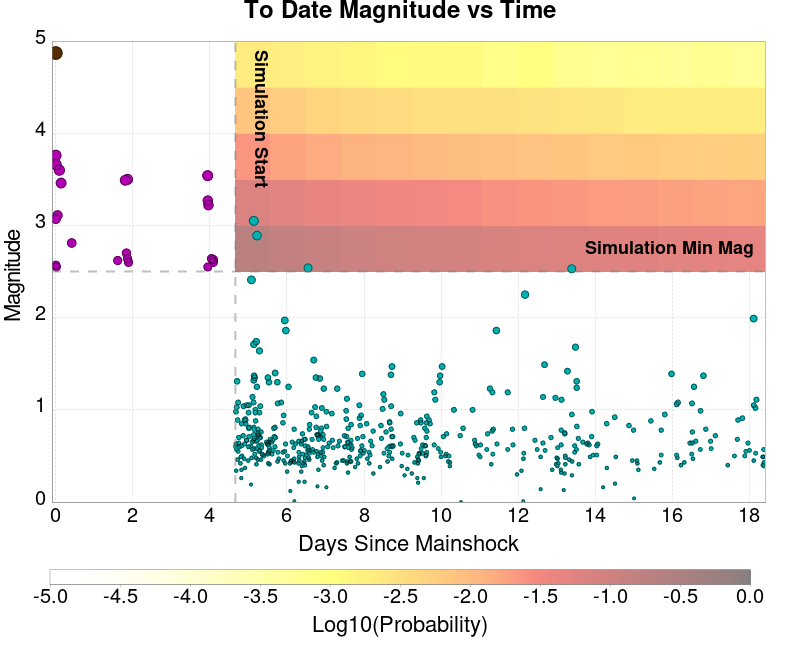 To Date Magnitude vs Time
5
4
3
2
1
0
Magnitude
Simulation Start
Simulation Min Mag
0 2 4 6 8 10 12 14 16 18
Days Since Mainshock
-5.0 -4.5 -4.0 -3.5 -3.0 -2.5 -2.0 -1.5 -1.0 -0.5 0.0
Log10(Probability)